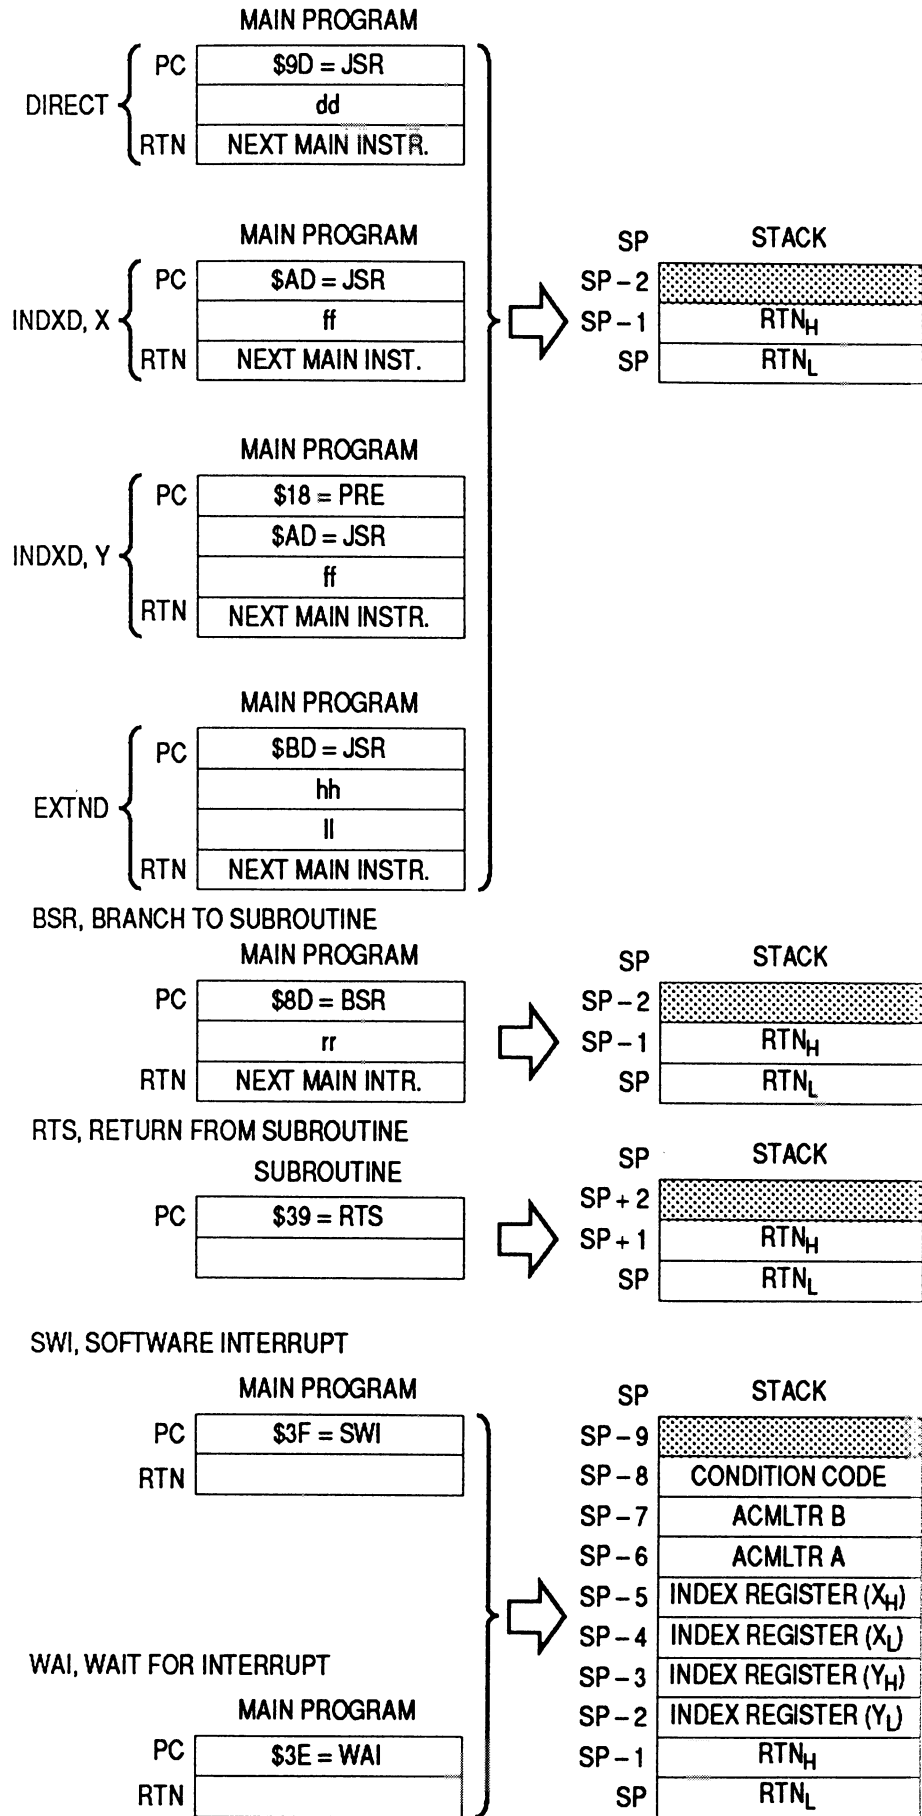 MAIN PROGRAM
PC $9D = JSR
DIRECT dd
RTN NEXT MAIN INSTR.
MAIN PROGRAM
PC $AD = JSR
INDXD, X ff
RTN NEXT MAIN INST.
SP STACK
SP – 2
SP – 1 RTNH
SP RTNL
MAIN PROGRAM
PC $18 = PRE
$AD = JSR
INDXD, Y ff
RTN NEXT MAIN INSTR.
MAIN PROGRAM
PC $BD = JSR
hh
EXTND ll
RTN NEXT MAIN INSTR.
BSR, BRANCH TO SUBROUTINE
MAIN PROGRAM
PC $8D = BSR
rr
RTN NEXT MAIN INTR.
SP STACK
SP – 2
SP – 1 RTNH
SP RTNL
RTS, RETURN FROM SUBROUTINE
SUBROUTINE
PC $39 = RTS
SP STACK
SP + 2
SP + 1 RTNH
SP RTNL
SWI, SOFTWARE INTERRUPT
MAIN PROGRAM
PC $3F = SWI
RTN
WAI, WAIT FOR INTERRUPT
MAIN PROGRAM
PC $3E = WAI
RTN
SP STACK
SP – 9
SP – 8 CONDITION CODE
SP – 7 ACMLTR B
SP – 6 ACMLTR A
SP – 5 INDEX REGISTER (XH)
SP – 4 INDEX REGISTER (XL)
SP – 3 INDEX REGISTER (YH)
SP – 2 INDEX REGISTER (YL)
SP – 1 RTNH
SP RTNL